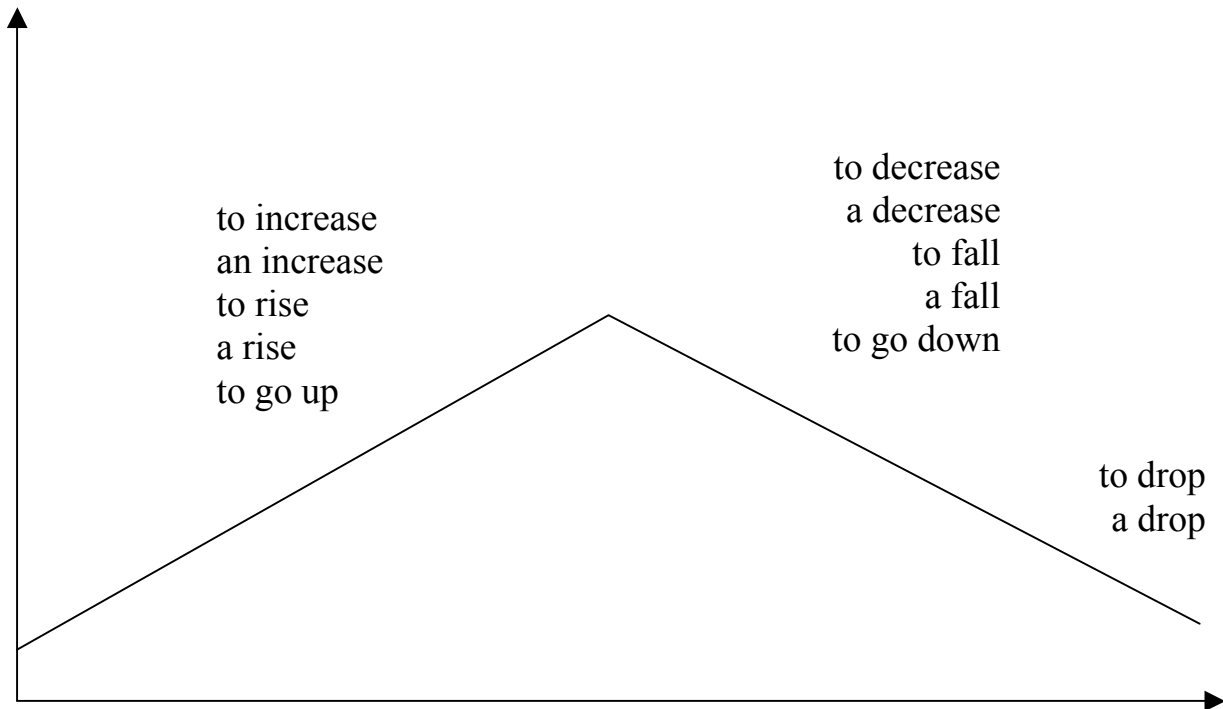 to increase
an increase
to rise
a rise
to go up
to decrease
a decrease
to fall
a fall
to go down
to drop
a drop